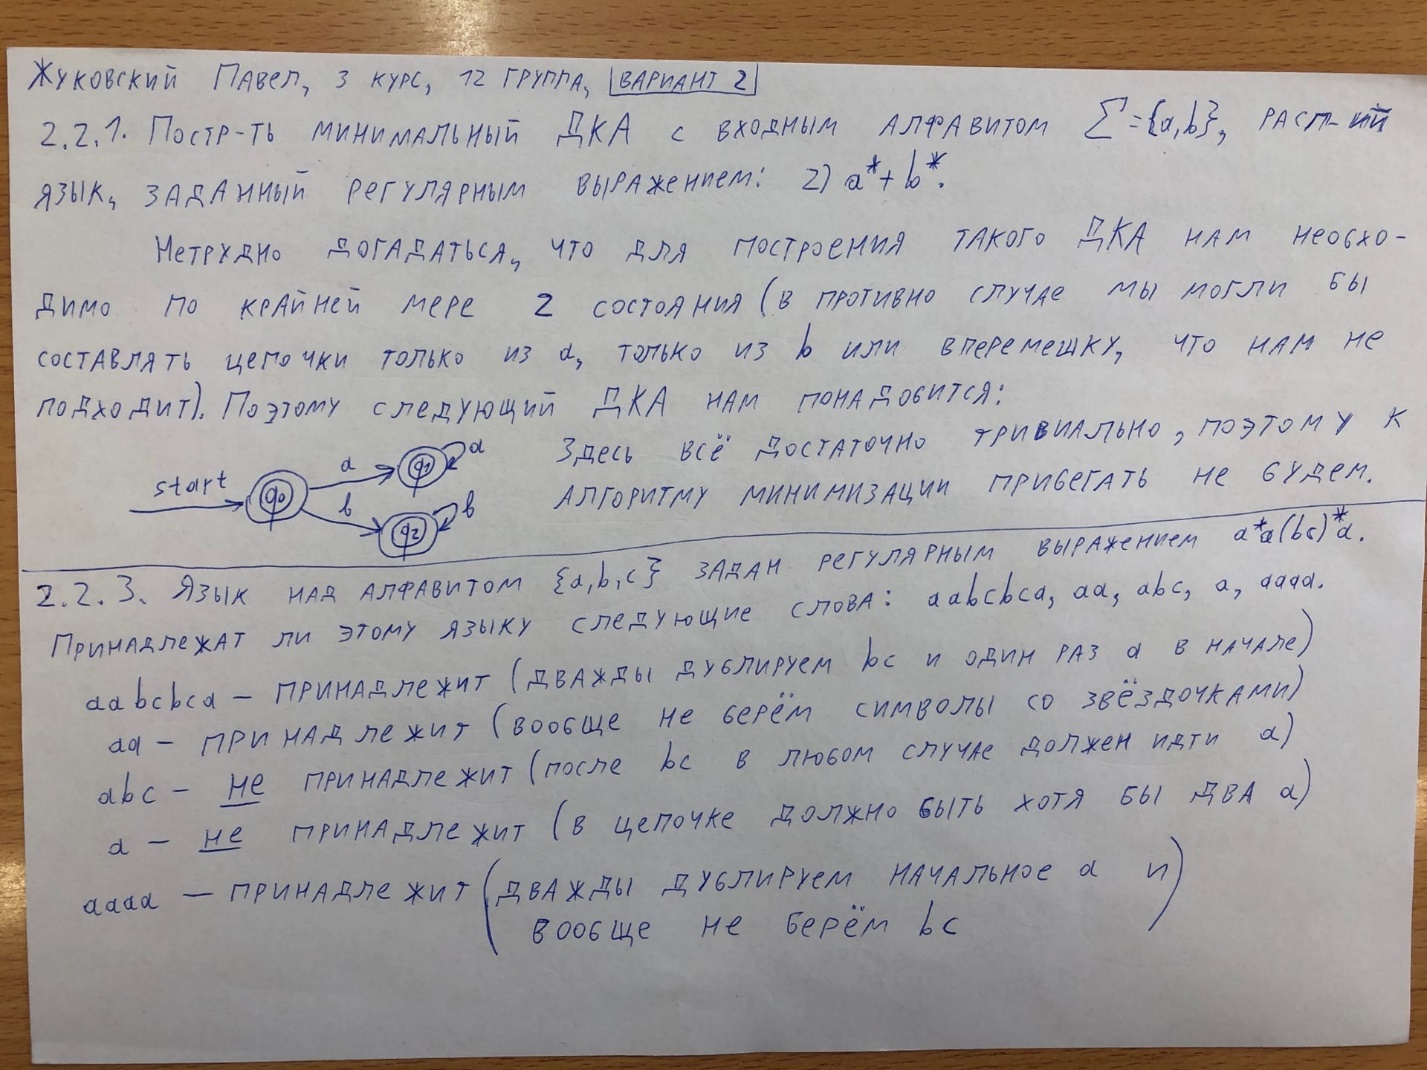 Жуковский Павел, 3 курс, 12 группа, ВАРИАНТ 2
2.2.1. Постр-ть минимальный ДКА с входным алфавитом Σ={a,b}, расп-ий
язык, заданный регулярным выражением: 2) a*+b*.
Нетрудно догадаться, что для построения такого ДКА нам необхо-
димо по крайней мере 2 состояния (в противно случае мы могли бы
составлять цепочки только из a, только из b или вперемешку, что нам не
подходит). Поэтому следующий ДКА нам понадобится:
start q0 a q1 a
b q2 b
Здесь всё достаточно тривиально, поэтому к
алгоритму минимизации прибегать не будем.
2.2.3. Язык над алфавитом {a,b,c} задан регулярным выражением a*a(bc)*a.
Принадлежат ли этому языку следующие слова: aabcbca, aa, abc, a, aaaa.
aabcbca — принадлежит (дважды дублируем bc и один раз a в начале)
aa — принадлежит (вообще не берём символы со звёздочками)
abc — не принадлежит (после bc в любом случае должен идти a)
a — не принадлежит (в цепочке должно быть хотя бы два a)
aaaa — принадлежит (дважды дублируем начальное a и
вообще не берём bc)